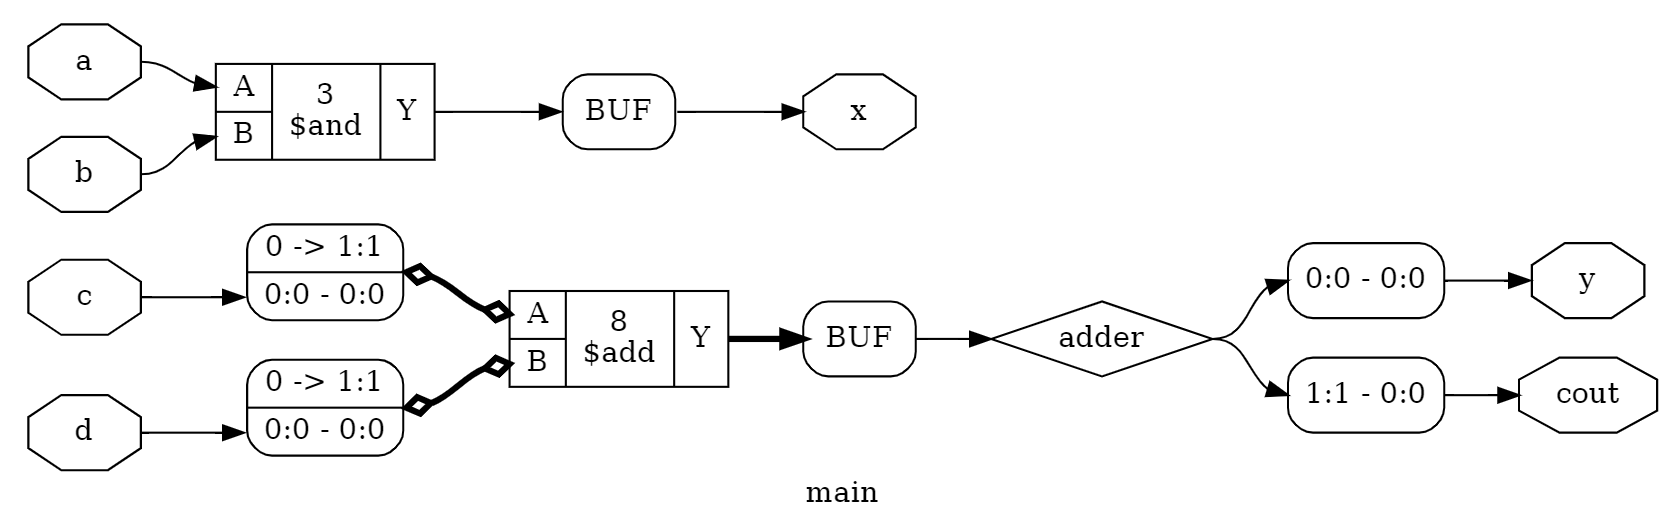 a
b
A
B
3
$and
Y
BUF
x
c
d
0 -> 1:1
0:0 - 0:0
0 -> 1:1
0:0 - 0:0
A
B
8
$add
Y
BUF
adder
0:0 - 0:0
y
1:1 - 0:0
cout
main